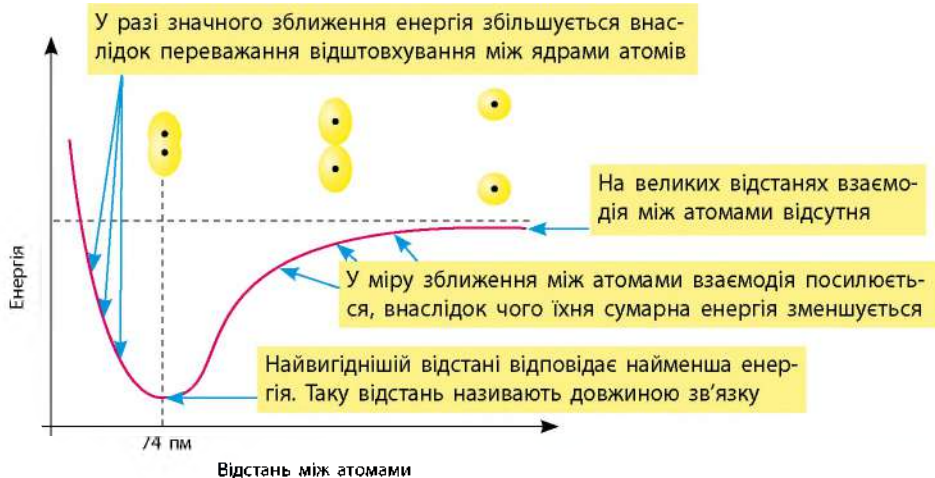 У разі значного зближення енергія збільшується внас-
лідок переважання відштовхування між ядрами атомів
На великих відстанях взаємо-
дія між атомами відсутня
Енергія
У міру зближення між атомами взаємодія посилюєть-
ся, внаслідок чого їхня сумарна енергія зменшується
Найвигіднішій відстані відповідає найменша енер-
гія. Таку відстань називають довжиною зв'язку
74 пм
Відстань між атомами